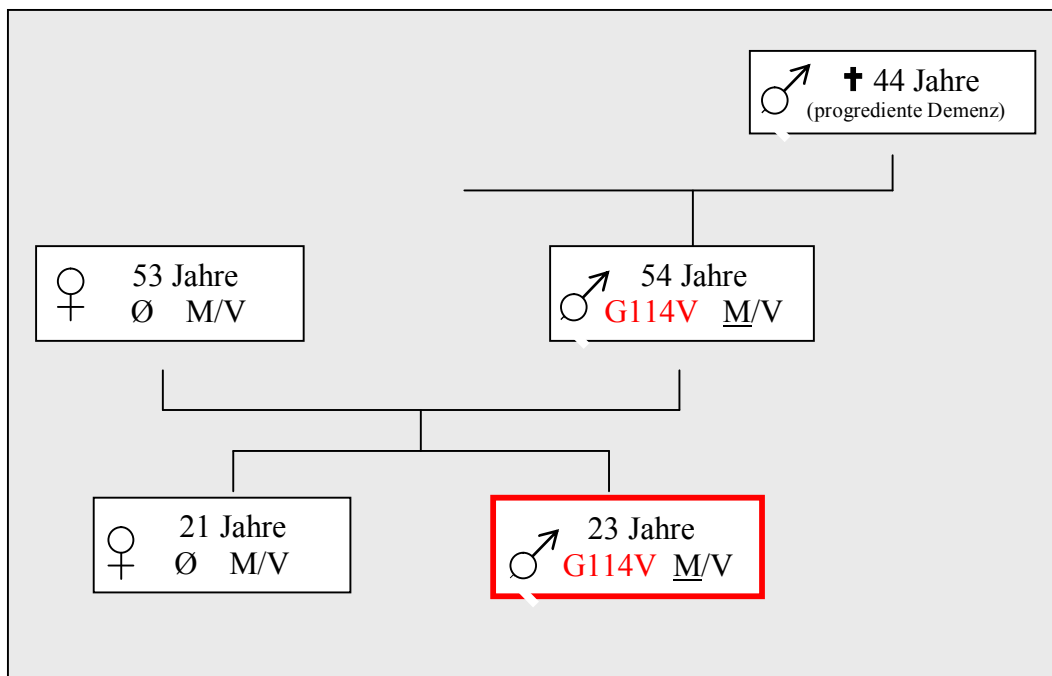 ✝ 44 Jahre
(progrediente Demenz)
53 Jahre
Ø M/V
54 Jahre
G114V M/V
21 Jahre
Ø M/V
23 Jahre
G114V M/V